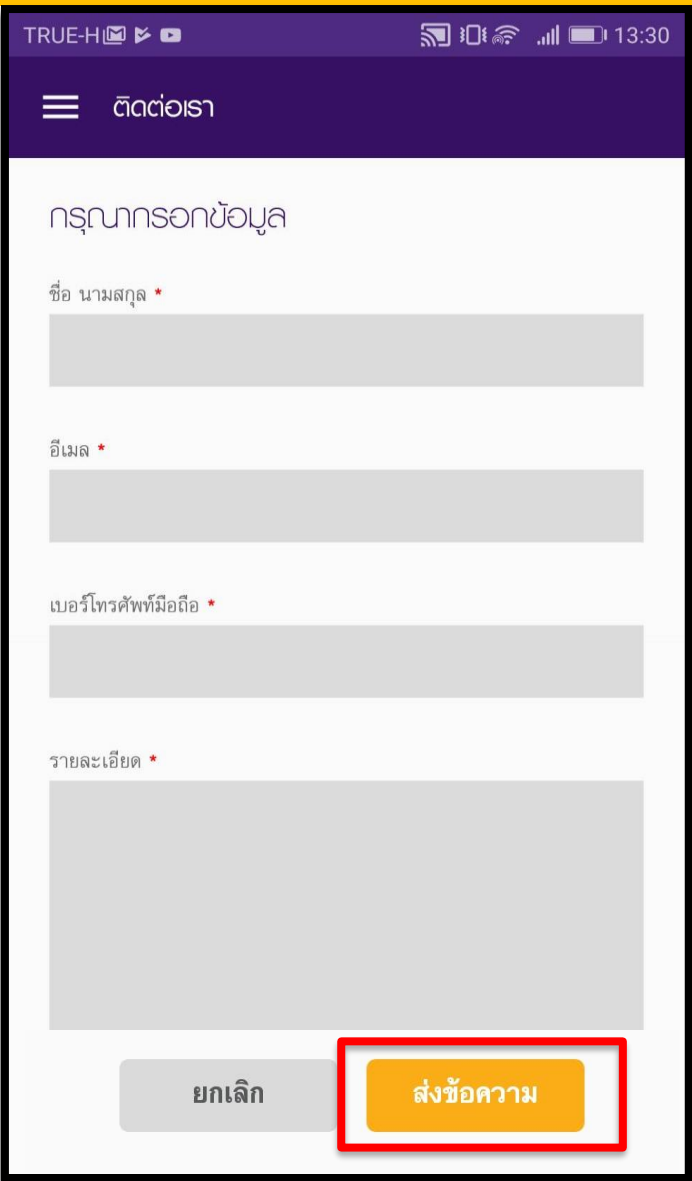 TRUE-H 13:30
ติดต่อเรา
กรุณากรอกข้อมูล
ชื่อ นามสกุล *
อีเมล *
เบอร์โทรศัพท์มือถือ *
รายละเอียด *
ยกเลิก ส่งข้อความ